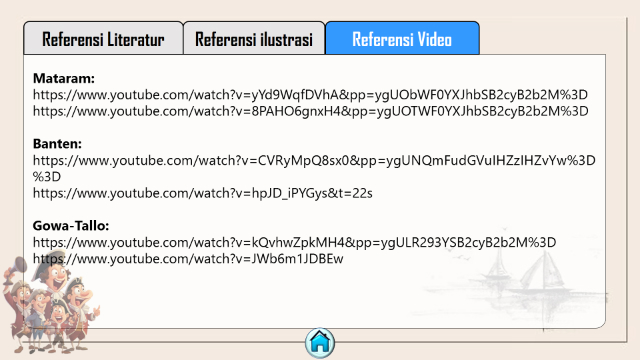 Referensi Literatur
Referensi ilustrasi
Referensi Video
Mataram:
https://www.youtube.com/watch?v=yYd9WqfDVhA&pp=ygUObWF0YXJhbSB2cyB2b2M%3D
https://www.youtube.com/watch?v=8PAHO6gnxH4&pp=ygUOTWF0YXJhbSB2cyB2b2M%3D
Banten:
https://www.youtube.com/watch?v=CVRyMpQ8sx0&pp=ygUNQmFudGVuIHZzIHZvYw%3D
%3D
https://www.youtube.com/watch?v=hpJD_iPYGys&t=22s
Gowa-Tallo:
https://www.youtube.com/watch?v=kQvhwZpkMH4&pp=ygULR293YSB2cyB2b2M%3D
https://www.youtube.com/watch?v=JWb6m1JDBEw